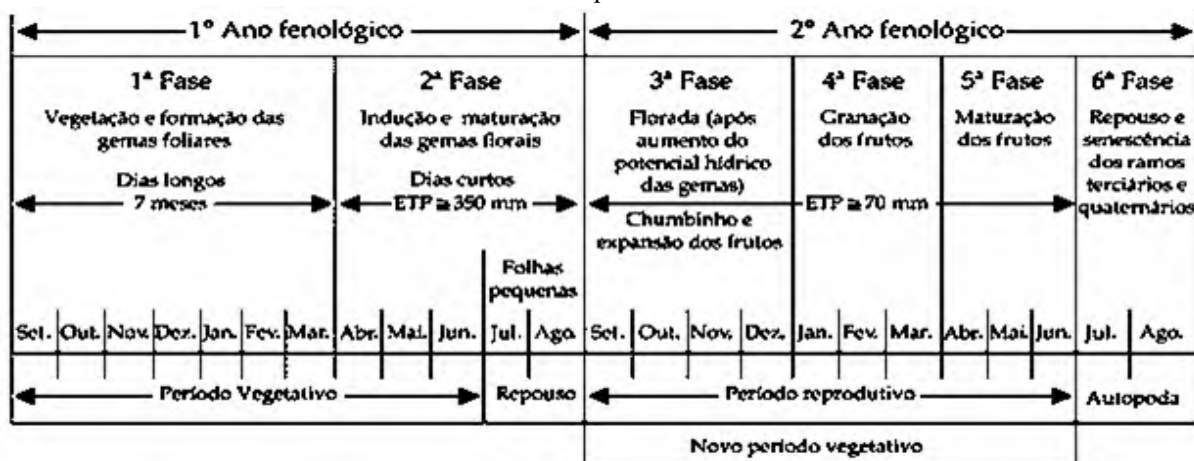 1º Ano fenológico
2º Ano fenológico
1ª Fase
Vegetação e formação das
gemas foliares
Dias longos
7 meses
2ª Fase
Indução e maturação
das gemas florais
Dias curtos
ETP ≅ 350 mm
Folhas
pequenas
3ª Fase
Florada (após
aumento do
potencial hídrico
das gemas)
Chumbinho e
expansão dos frutos
4ª Fase
Granação
dos frutos
ETP ≅ 70 mm
5ª Fase
Maturação
dos frutos
6ª Fase
Repouso e
senescência
dos ramos
terciários e
quaternários
Set. Out. Nov. Dez. Jan. Fev. Mar. Abr. Mai. Jun. Jul. Ago. Set. Out. Nov. Dez. Jan. Fev. Mar. Abr. Mai. Jun. Jul. Ago.
Período Vegetativo Repouso Período reprodutivo Autopoda
Novo período vegetativo